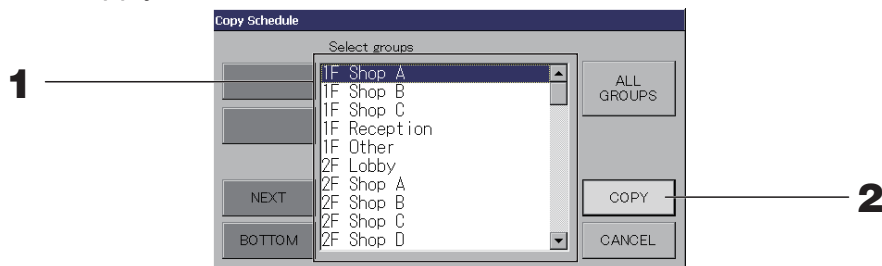 Copy Schedule
Select groups
1
1F Shop A
1F Shop B
1F Shop C
1F Reception
1F Other
2F Lobby
2F Shop A
2F Shop B
2F Shop C
2F Shop D
ALL
GROUPS
NEXT
BOTTOM
COPY
2
CANCEL